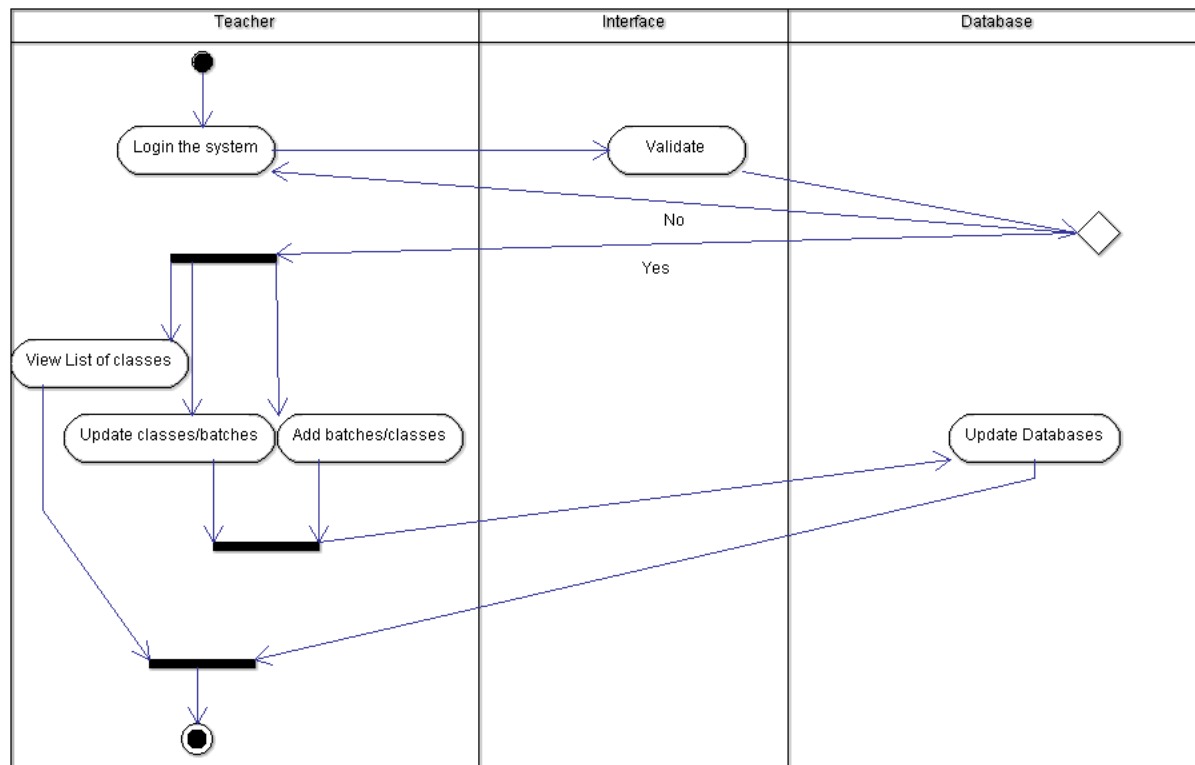 Teacher
Interface
Database
Login the system
Validate
No
Yes
View List of classes
Update classes/batches
Add batches/classes
Update Databases